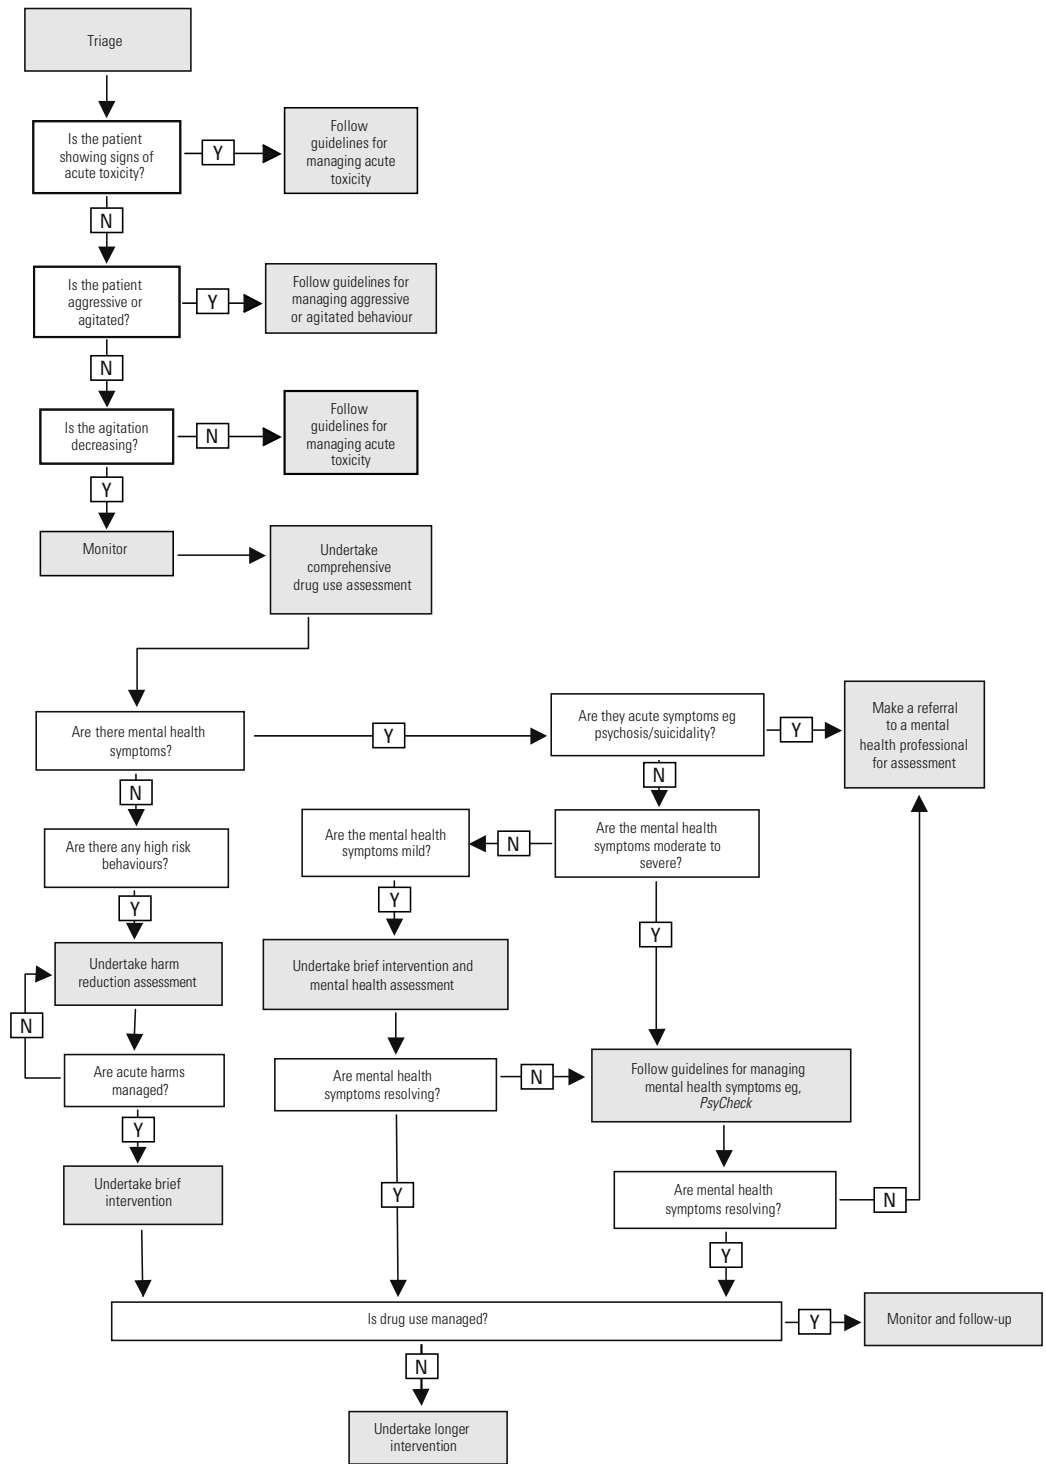 Triage
Is the patient
showing signs of
acute toxicity?
Y
Follow
guidelines for
managing acute
toxicity
N
Is the patient
aggressive or
agitated?
Y
Follow guidelines for
managing aggressive
or agitated behaviour
N
Is the agitation
decreasing?
N
Follow
guidelines for
managing acute
toxicity
Y
Monitor
Undertake
comprehensive
drug use assessment
Are there mental health
symptoms?
Y
Are they acute symptoms eg
psychosis/suicidality?
Y
Make a referral
to a mental
health professional
for assessment
N
N
Are there any high risk
behaviours?
Are the mental health
symptoms mild?
N
Are the mental health
symptoms moderate to
severe?
Y
Y
Y
Undertake harm
reduction assessment
Undertake brief intervention and
mental health assessment
N
Are acute harms
managed?
Are mental health
symptoms resolving?
N
Follow guidelines for managing
mental health symptoms eg,
PsyCheck
Y
Undertake brief
intervention
Y
Are mental health
symptoms resolving?
N
Y
Is drug use managed?
Y
Monitor and follow-up
N
Undertake longer
intervention